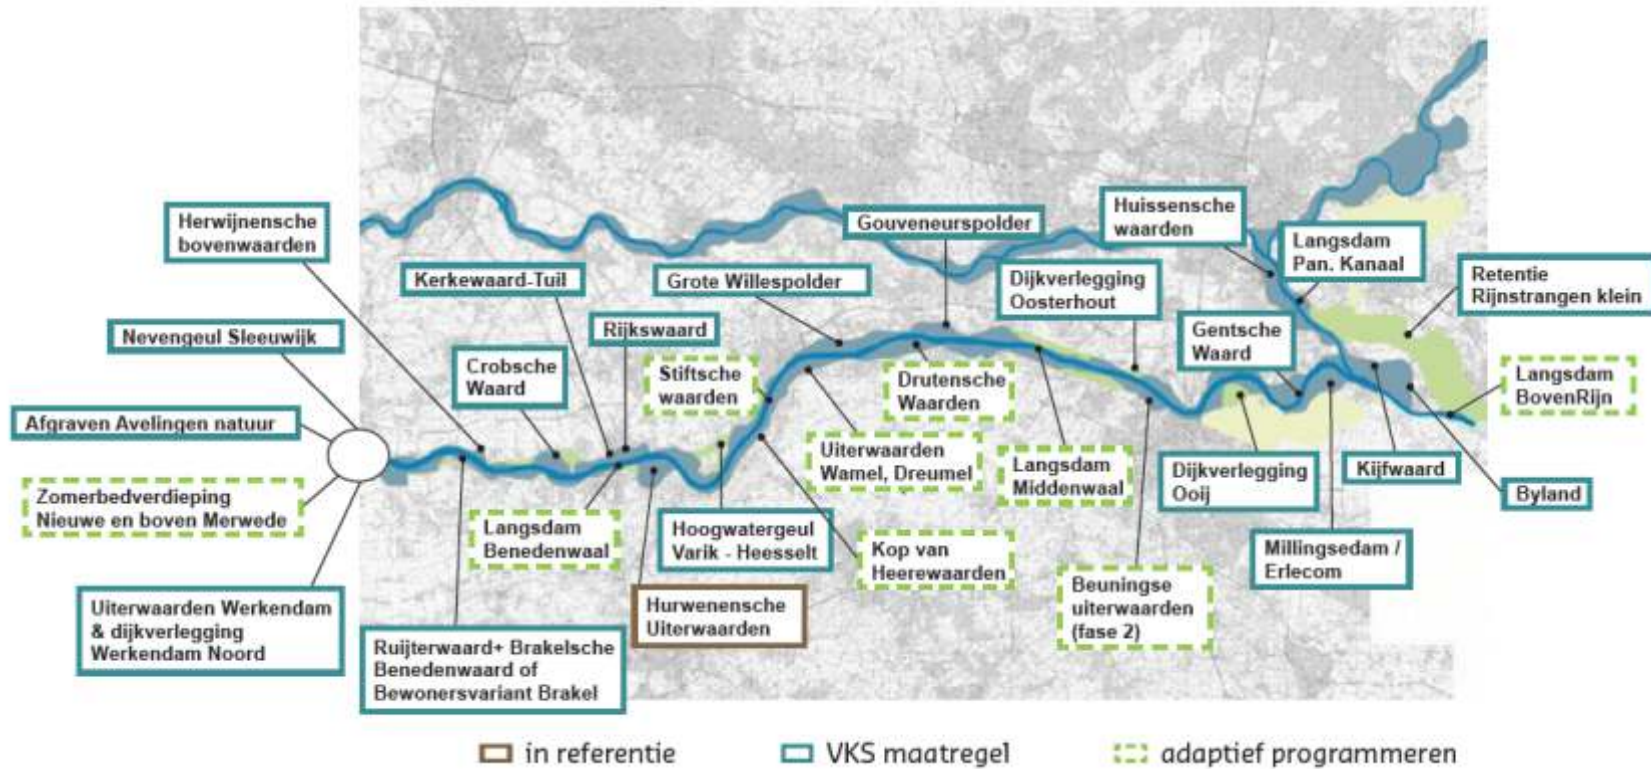 Herwijnensche
bovenwaarden
Nevengeul Sleeuwijk
Afgraven Avelingen natuur
Zomerbedverdieping
Nieuwe en boven Merwede
Uiterwaarden Werkendam
& dijkverlegging
Werkendam Noord
Kerkewaard-Tuil
Crobsche
Waard
Rijkswaard
Stiftsche
waarden
Grote Willespolder
Gouveneurspolder
Drutensche
Waarden
Dijkverlegging
Oosterhout
Huissensche
waarden
Gentsche
Waard
Langsdam
Pan. Kanaal
Retentie
Rijnstrangen klein
Langsdam
BovenRijn
Ruijterwaard+ Brakelsche
Benedenwaard of
Bewonersvariant Brakel
Langsdam
Benedenwaal
Hurwenensche
Uiterwaarden
Hoogwatergeul
Varik - Heesselt
Uiterwaarden
Wamel, Dreumel
Kop van
Heerewaarden
Langsdam
Middenwaal
Beuningse
uiterwaarden
(fase 2)
Dijkverlegging
Ooij
Millingsedam /
Erlecom
Kijfwaard
Byland
in referentie
VKS maatregel
adaptief programmeren